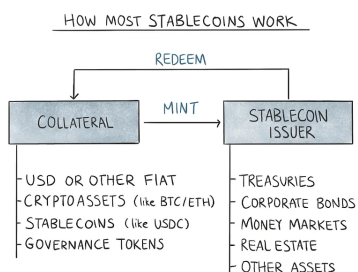 HOW MOST STABLECOINS WORK
REDEEM
COLLATERAL
MINT
STABLECOIN
ISSUER
- USD OR OTHER FIAT
- CRYPTOASSETS (like BTC/ETH)
- STABLECOINS (like USDC)
- GOVERNANCE TOKENS
- TREASURIES
- CORPORATE BONDS
- MONEY MARKETS
- REAL ESTATE
- OTHER ASSETS